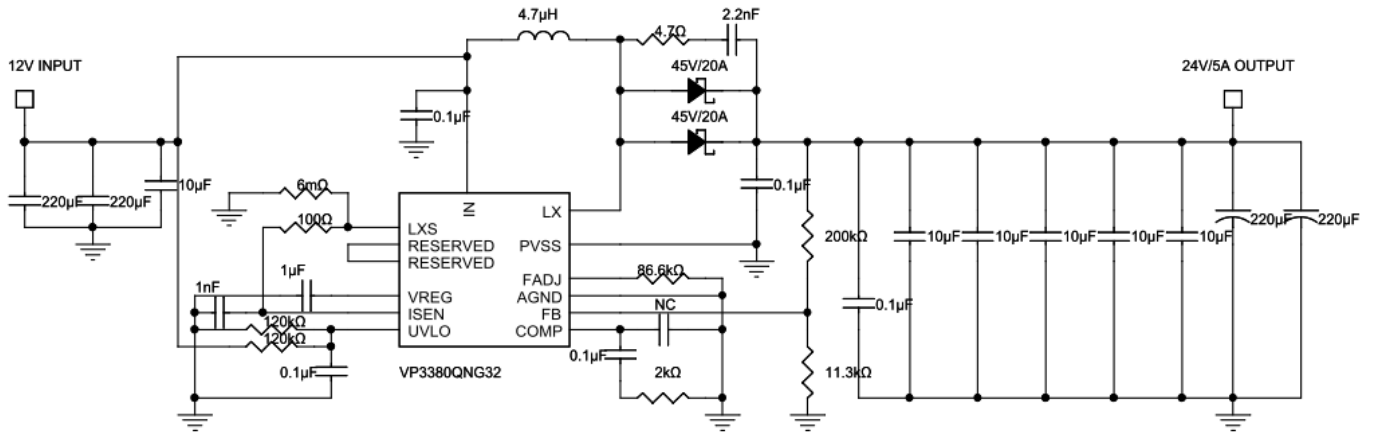 4.7µH
2.2nF
4.7Ω
12V INPUT
45V/20A
24V/5A OUTPUT
0.1µF
45V/20A
220µF
220µF
10µF
6mΩ
0.1µF
IN
LX
100Ω
LXS
220µF
220µF
RESERVED
PVSS
200kΩ
10µF
10µF
10µF
10µF
10µF
RESERVED
1µF
FADJ
86.6kΩ
1nF
VREG
AGND
NC
0.1µF
120kΩ
ISEN
FB
120kΩ
UVLO
COMP
0.1µF
0.1µF
VP3380QNG32
2kΩ
11.3kΩ